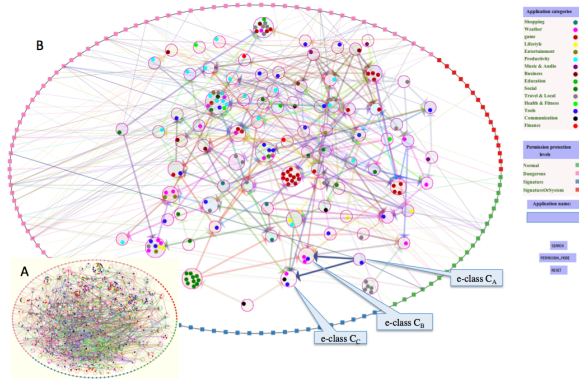 B
A
Application categories
Shopping
Weather
game
Lifestyle
Entertainment
Productivity
Music & Audio
Business
Education
Social
Travel & Local
Health & Fitness
Tools
Communication
Finance
Permission protection
levels
Normal
Dangerous
Signature
SignatureOrSystem
Application name:
SEARCH
PERMISSION_MODE
RESET
e-class CA
e-class CB
e-class CC